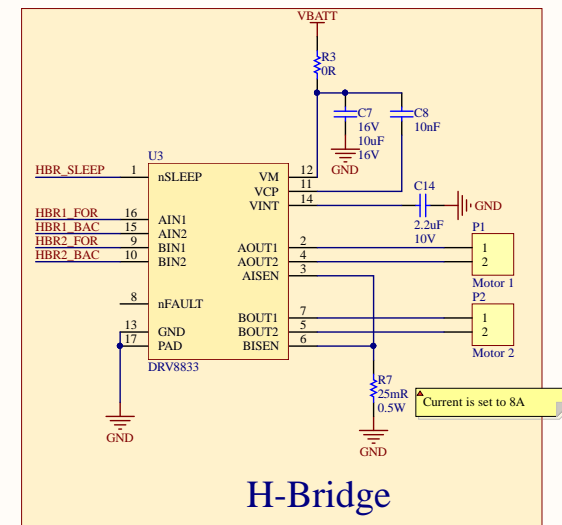 VBATT
R3
0R
C7
16V
10uF
16V
C8
10nF
GND
U3
HBR_SLEEP 1 nSLEEP
VM 12
VCP 11
VINT 14
C14
2.2uF
10V
GND
HBR1_FOR 16 AIN1
HBR1_BAC 15 AIN2
HBR2_FOR 9 BIN1
HBR2_BAC 10 BIN2
AOUT1 2
AOUT2 4
AISEN 3
P1
1
2
Motor 1
8 nFAULT
13 GND
17 PAD
BOUT1 7
BOUT2 5
BISEN 6
P2
1
2
Motor 2
DRV8833
R7
25mR
0.5W
Current is set to 8A
GND
GND
H-Bridge